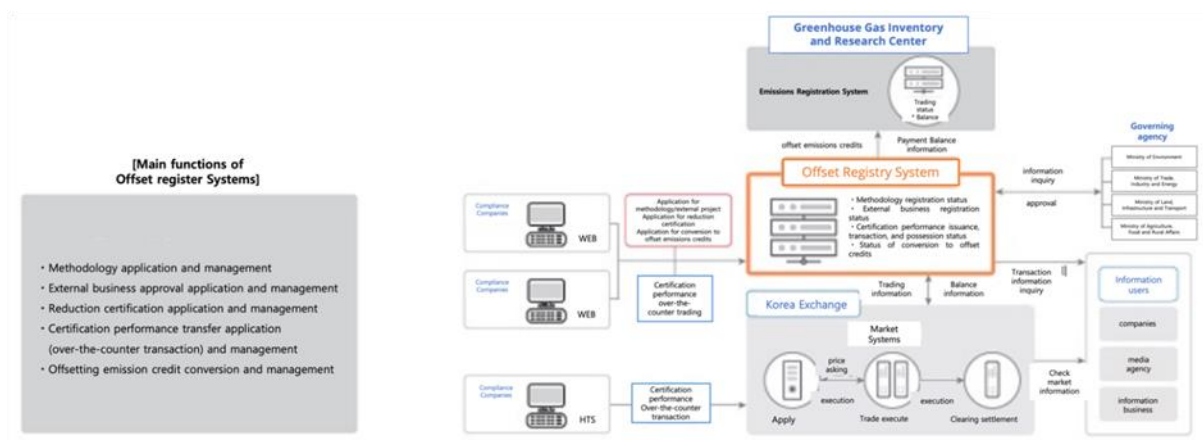 [Main functions of
Offset register Systems]
· Methodology application and management
· External business approval application and management
· Reduction certification application and management
· Certification performance transfer application
(over-the-counter transaction) and management
· Offsetting emission credit conversion and management
Greenhouse Gas Inventory
and Research Center
Emissions Registration System
Trading
status
* Balance
offset emissions credits
Payment Balance
information
Governing
agency
Ministry of Environment
Ministry of Trade,
Industry and Energy
Ministry of Land,
Infrastructure and Transport
Ministry of Agriculture,
Food and Rural Affairs
information
inquiry
approval
Offset Registry System
· Methodology registration status
· External business registration
status
· Certification performance issuance,
transaction, and possession status
· Status of conversion to offset
credits
Compliance
Companies
WEB
Application for
methodology/external project
Application for reduction
certification
Application for conversion to
offset emissions credits
Compliance
Companies
WEB
Certification
performance
over-the-
counter trading
Trading
information
Balance
information
Transaction
information
inquiry
Information
users
companies
media
agency
information
business
Korea Exchange
Market
Systems
price
asking
execution
execution
Apply
Trade execute
Clearing settlement
Check
market
information
Compliance
Companies
HTS
Certification
performance
Over-the-counter
transaction